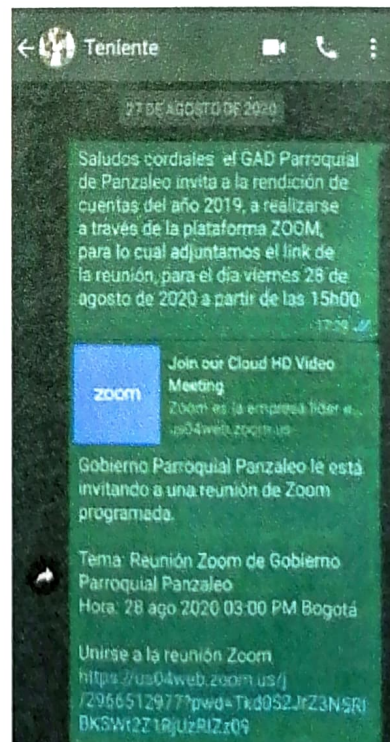 Teniente
27 DE AGOSTO DE 2020
Saludos cordiales el GAD Parroquial
de Panzaleo invita a la rendición de
cuentas del año 2019, a realizarse
a través de la plataforma ZOOM,
para lo cual adjuntamos el link de
la reunión, para el día viernes 28 de
agosto de 2020 a partir de las 15h00
17:29
zoom
Join our Cloud HD Video
Meeting
Zoom es la empresa líder e...
us04web.zoom.us
Gobierno Parroquial Panzaleo le está
invitando a una reunión de Zoom
programada.
Tema: Reunión Zoom de Gobierno
Parroquial Panzaleo
Hora: 28 ago 2020 03:00 PM Bogotá
Unirse a la reunión Zoom
https://us04web.zoom.us/j
/2966512977?pwd=Tkd0S2JrZ3NSRl
BKSWt2Z1RjUzRIZz09